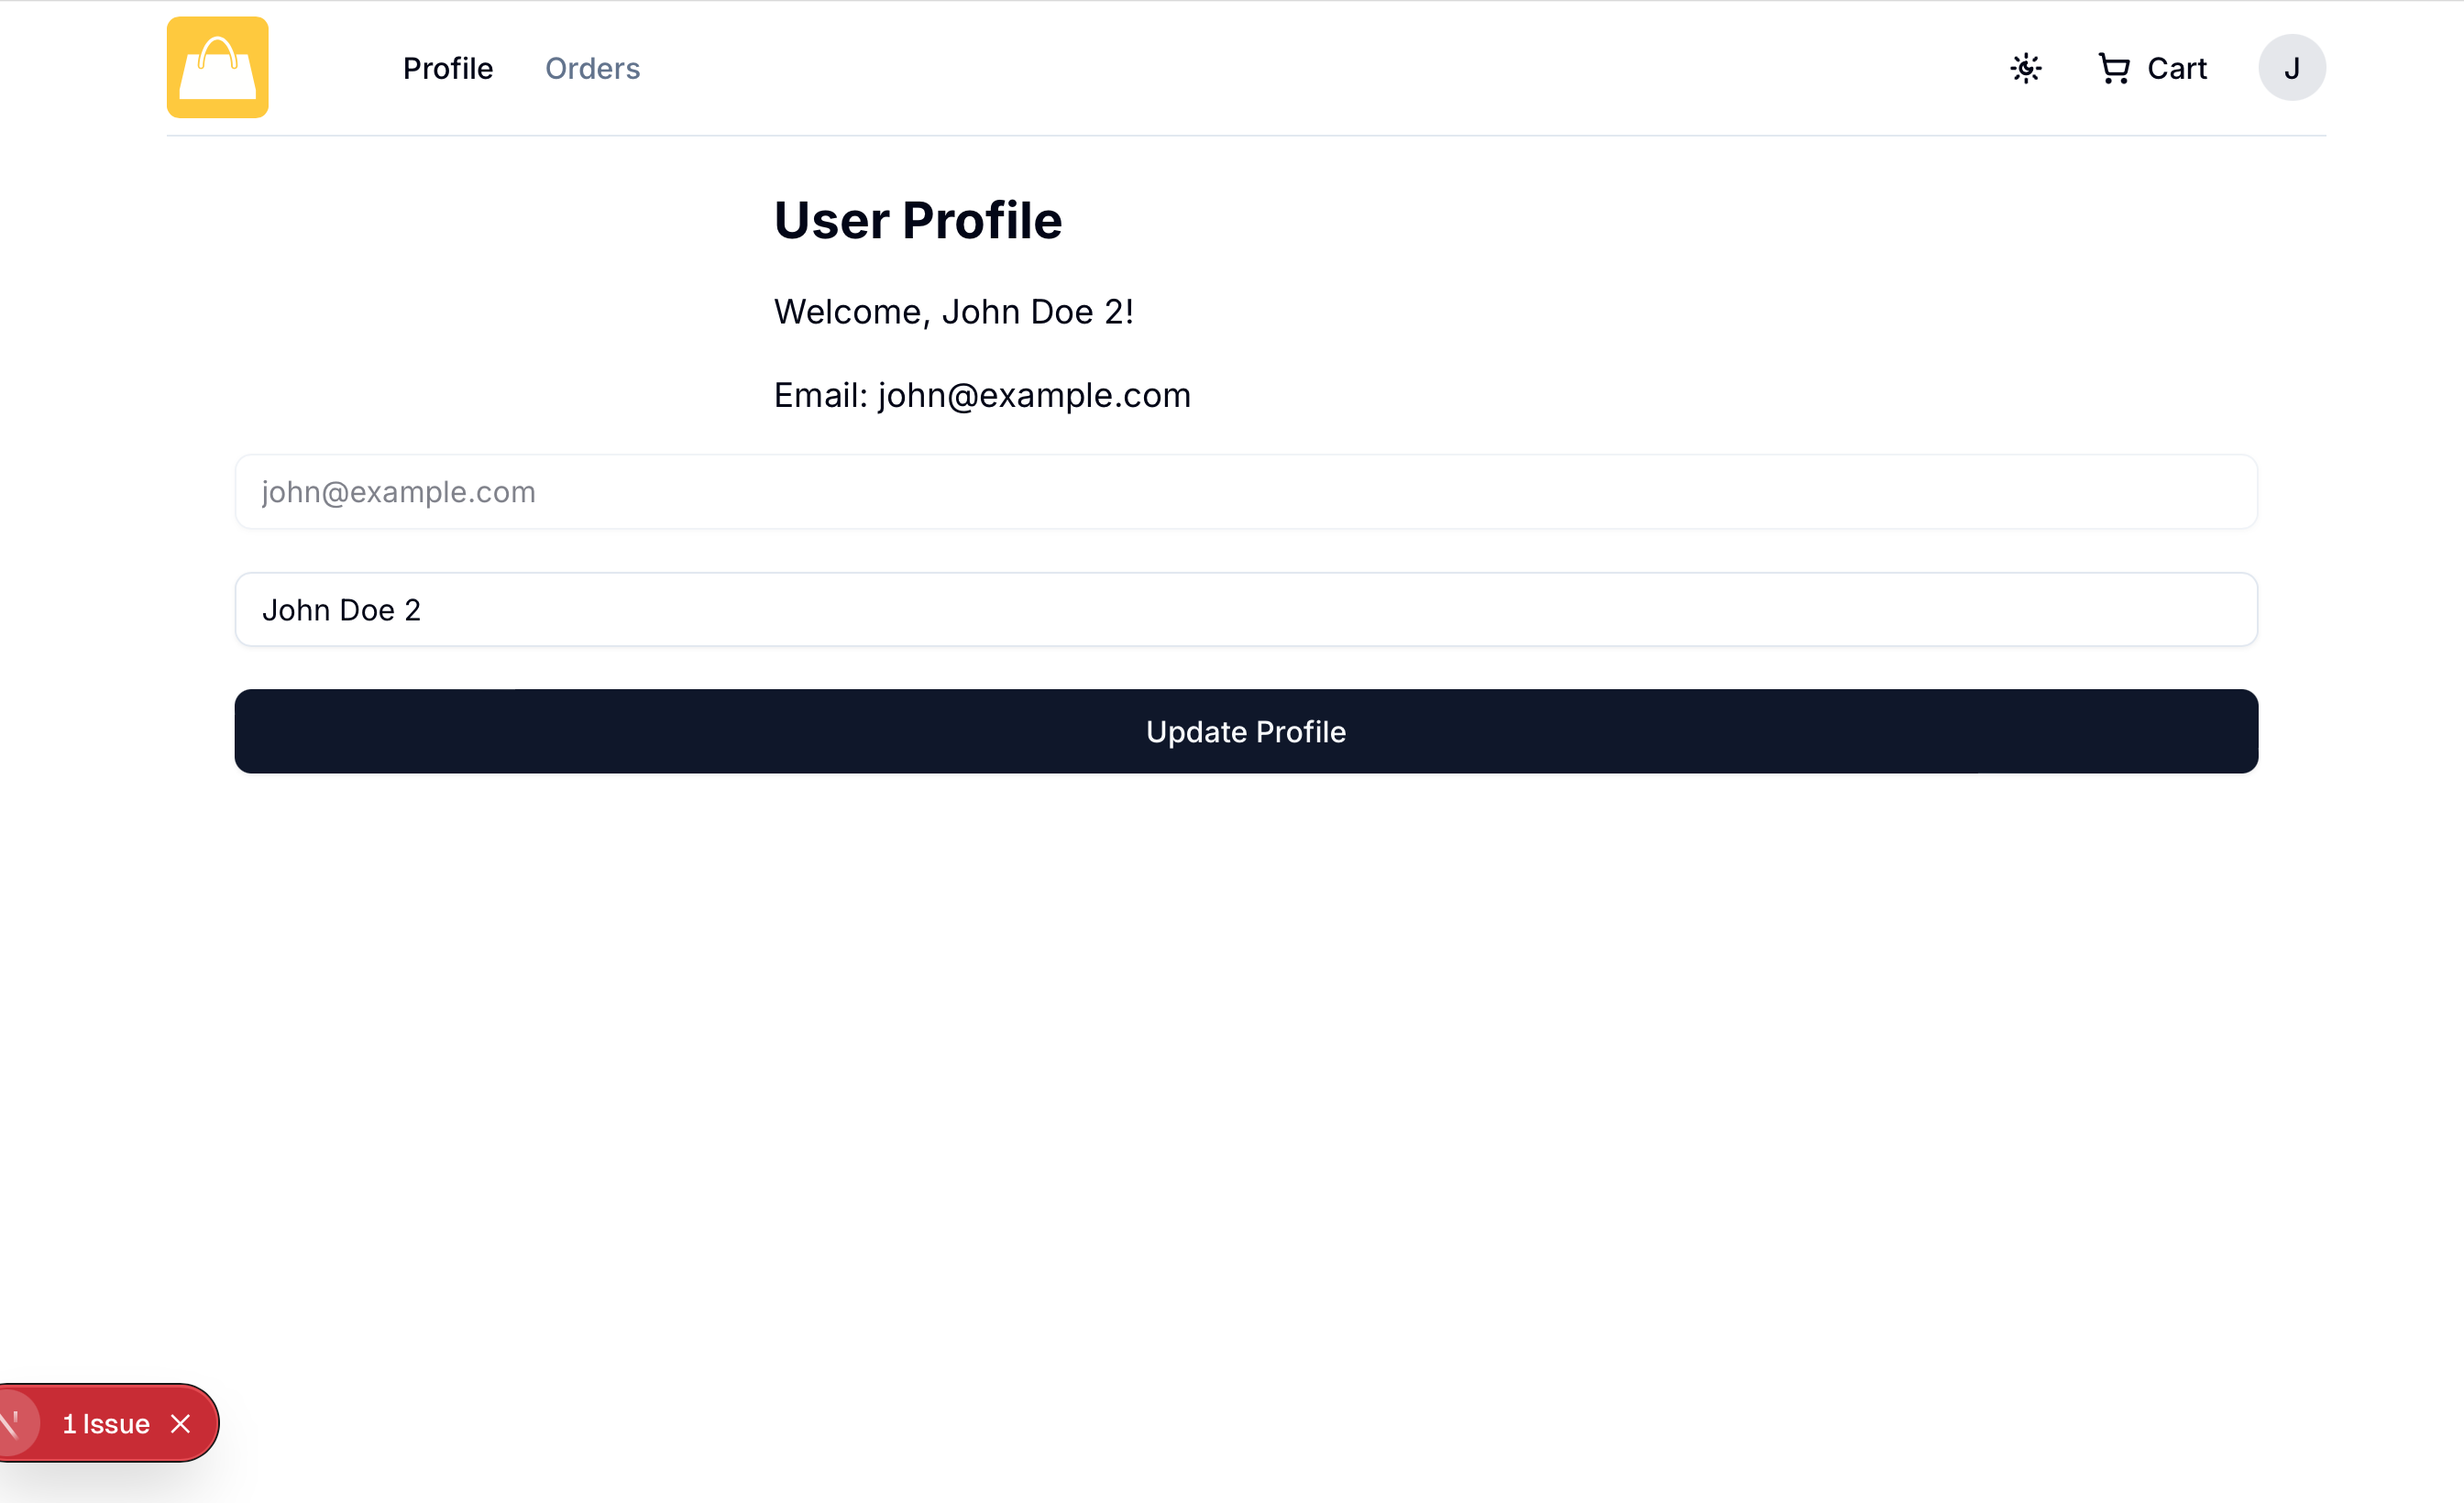 Profile Orders Cart J
User Profile
Welcome, John Doe 2!
Email: john@example.com
john@example.com
John Doe 2
Update Profile
1 Issue